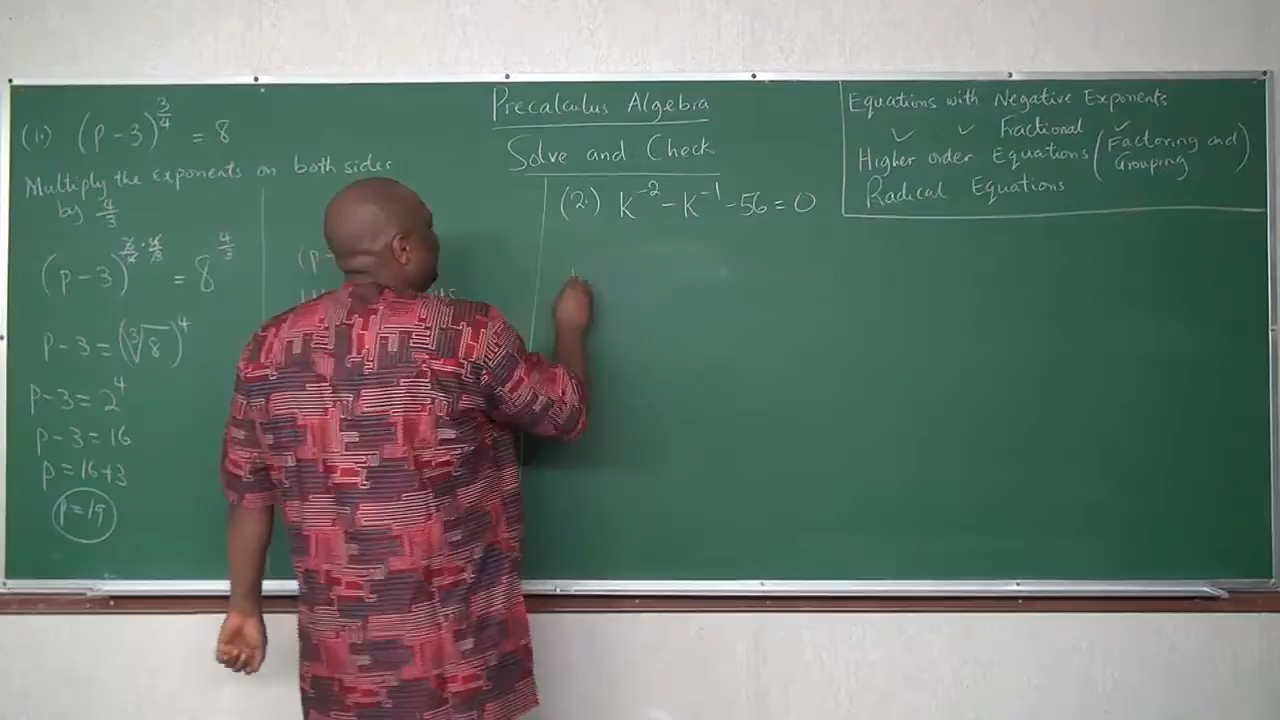 Precalculus Algebra
Solve and Check
(1.) (p-3)^{3/4} = 8
Multiply the exponents on both sides
by 4/3
(p-3)^{3/4 · 4/3} = 8^{4/3}
p-3 = (∛8)^4
p-3 = 2^4
p-3 = 16
p = 16+3
p = 19
(p-
(2.) K^{-2} - K^{-1} - 56 = 0
Equations with Negative Exponents
✓ ✓ Fractional ✓
Higher order Equations (Factoring and
Grouping)
Radical Equations